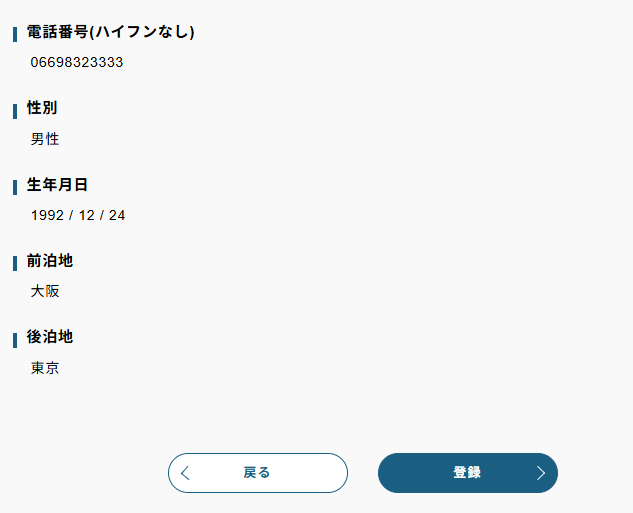 電話番号(ハイフンなし)
06698323333
性別
男性
生年月日
1992 / 12 / 24
前泊地
大阪
後泊地
東京
戻る
登録